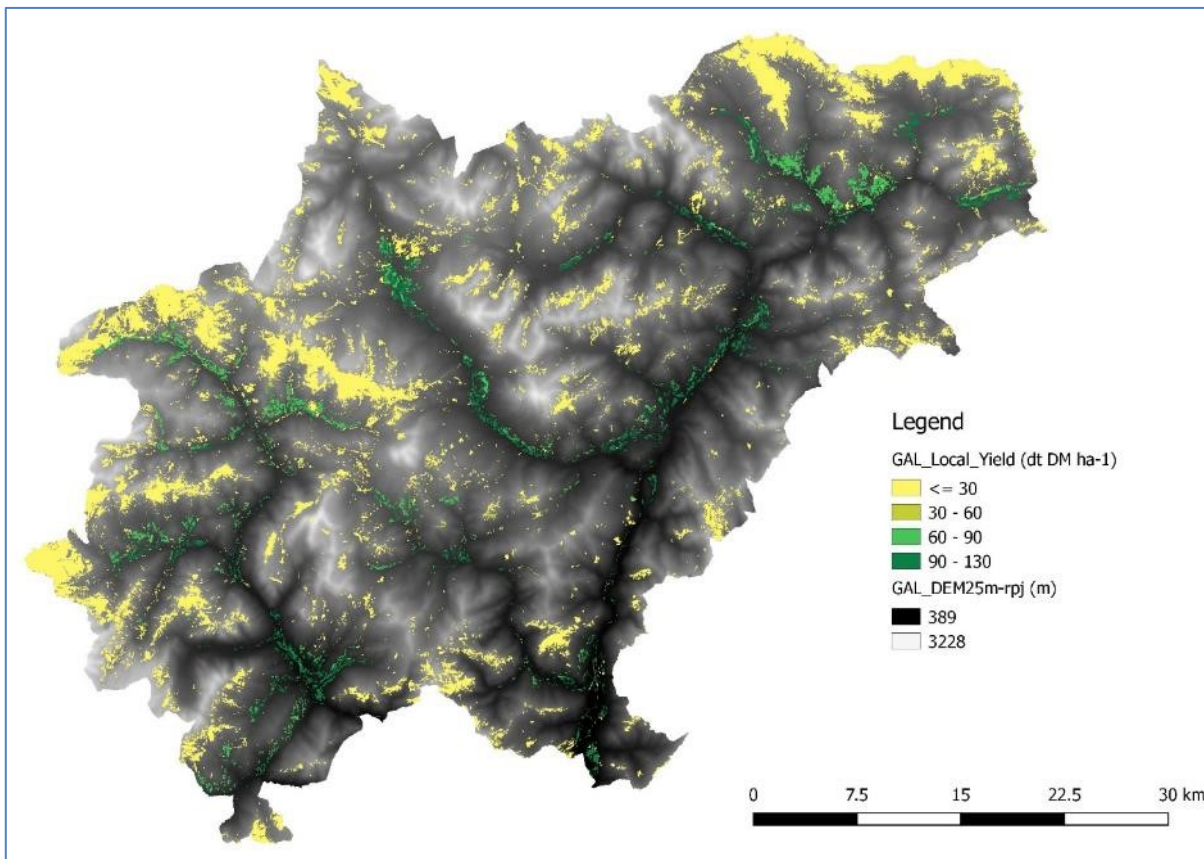 Legend
GAL_Local_Yield (dt DM ha-1)
<= 30
30 - 60
60 - 90
90 - 130
GAL_DEM25m-rpj (m)
389
3228
0 7.5 15 22.5 30 km